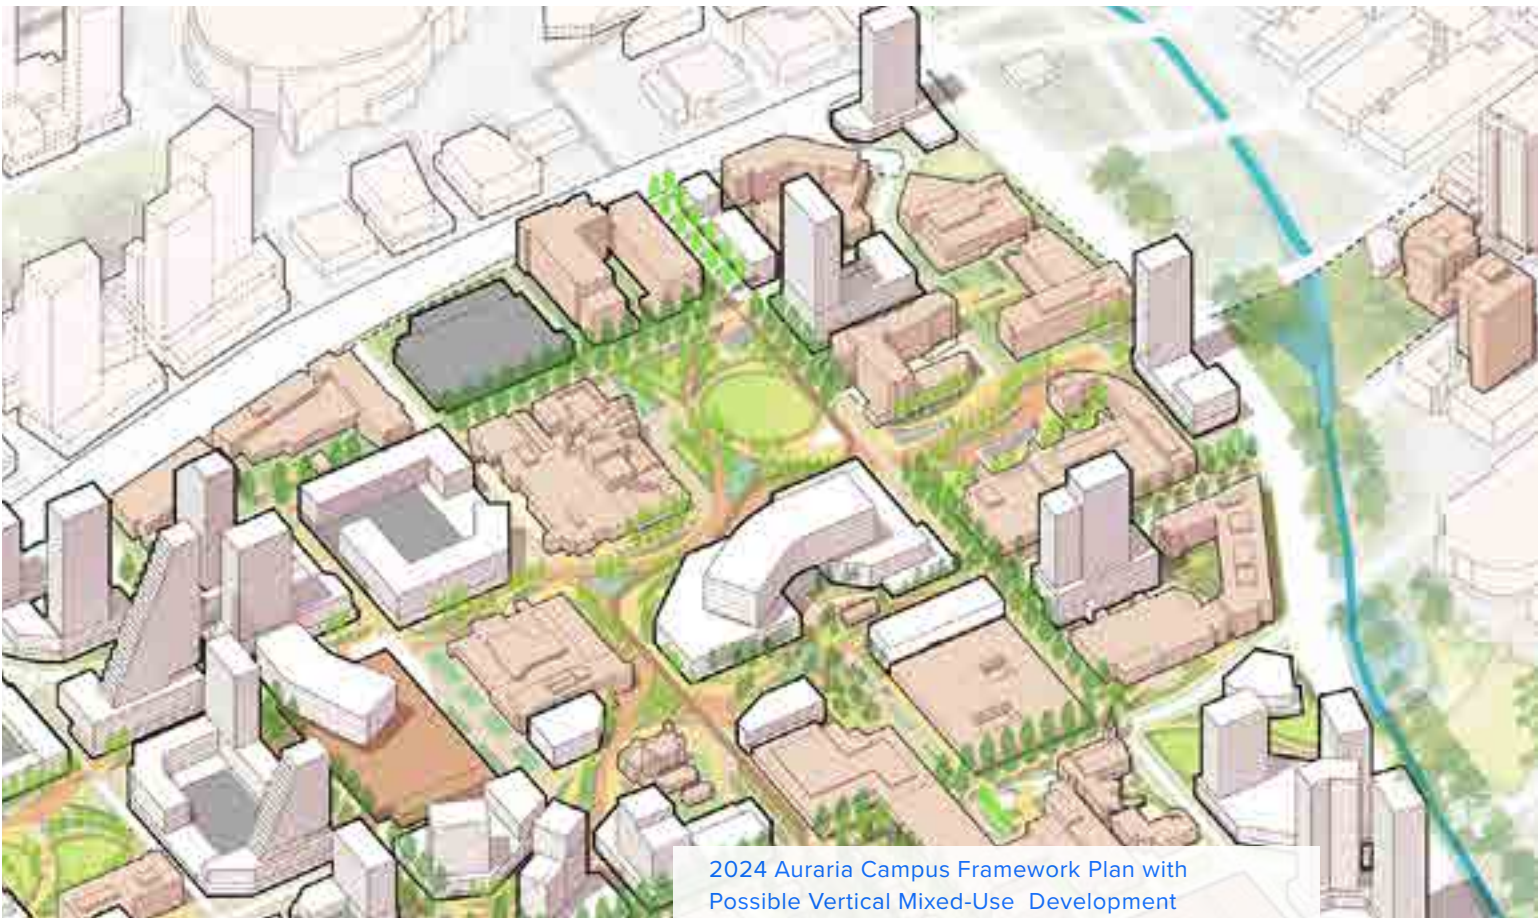 2024 Auraria Campus Framework Plan with
Possible Vertical Mixed-Use Development